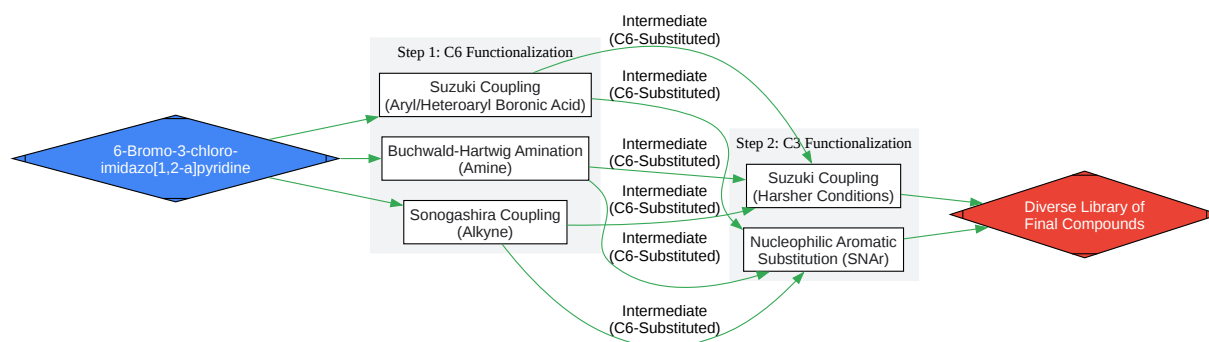 6-Bromo-3-chloro-
imidazo[1,2-a]pyridine
Step 1: C6 Functionalization
Suzuki Coupling
(Aryl/Heteroaryl Boronic Acid)
Buchwald-Hartwig Amination
(Amine)
Sonogashira Coupling
(Alkyne)
Intermediate
(C6-Substituted)
Intermediate
(C6-Substituted)
Intermediate
(C6-Substituted)
Intermediate
(C6-Substituted)
Intermediate
(C6-Substituted)
Intermediate
(C6-Substituted)
Step 2: C3 Functionalization
Suzuki Coupling
(Harsher Conditions)
Nucleophilic Aromatic
Substitution (SNAr)
Diverse Library of
Final Compounds